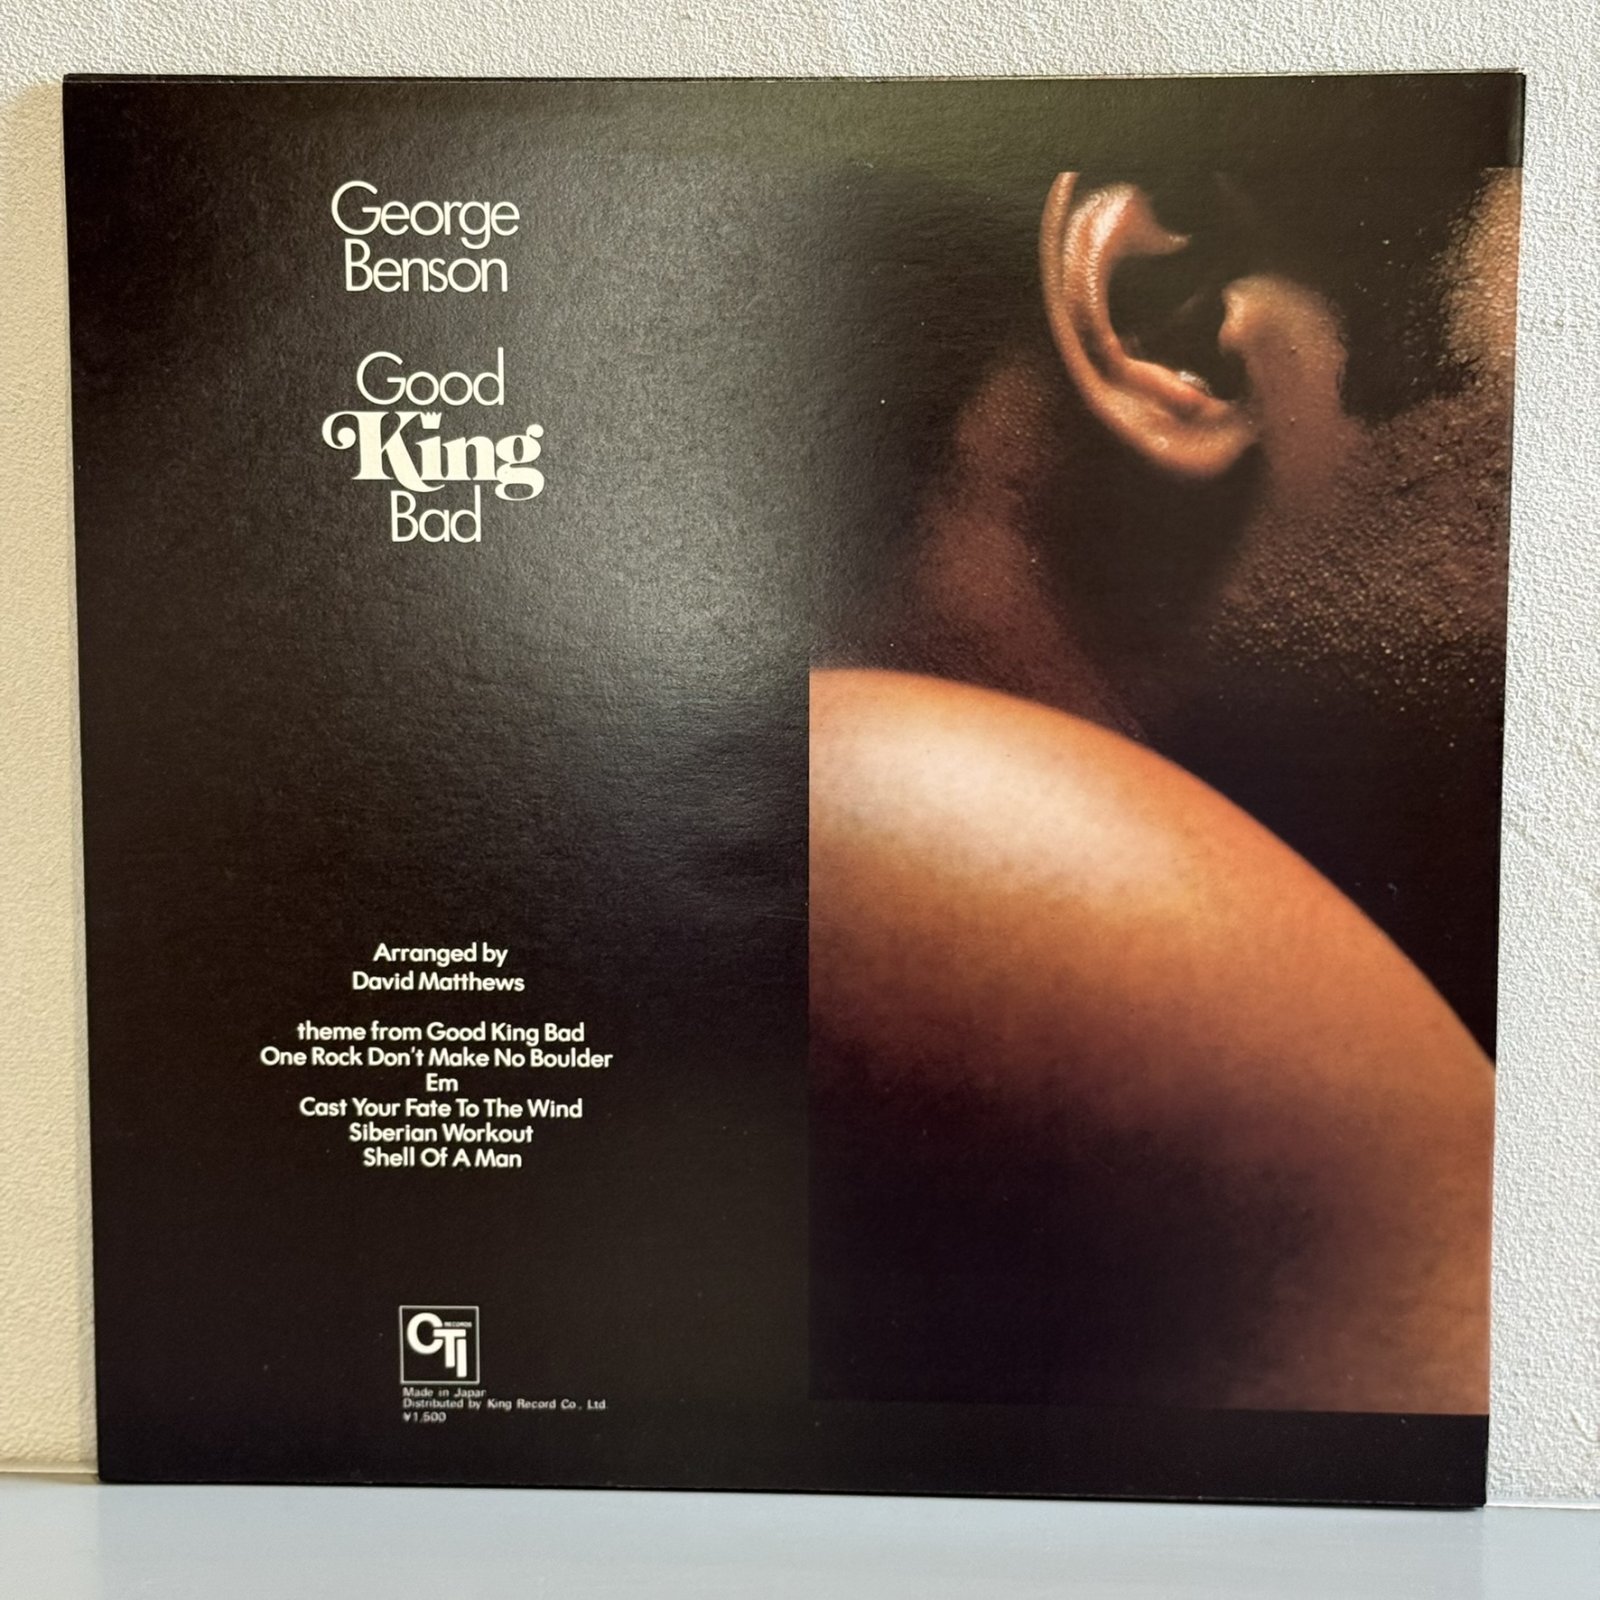 George
Benson
Good
King
Bad
Arranged by
David Matthews
theme from Good King Bad
One Rock Don't Make No Boulder
Em
Cast Your Fate To The Wind
Siberian Workout
Shell Of A Man
CTI RECORDS
Made in Japan
Distributed by King Record Co., Ltd.
¥1,500